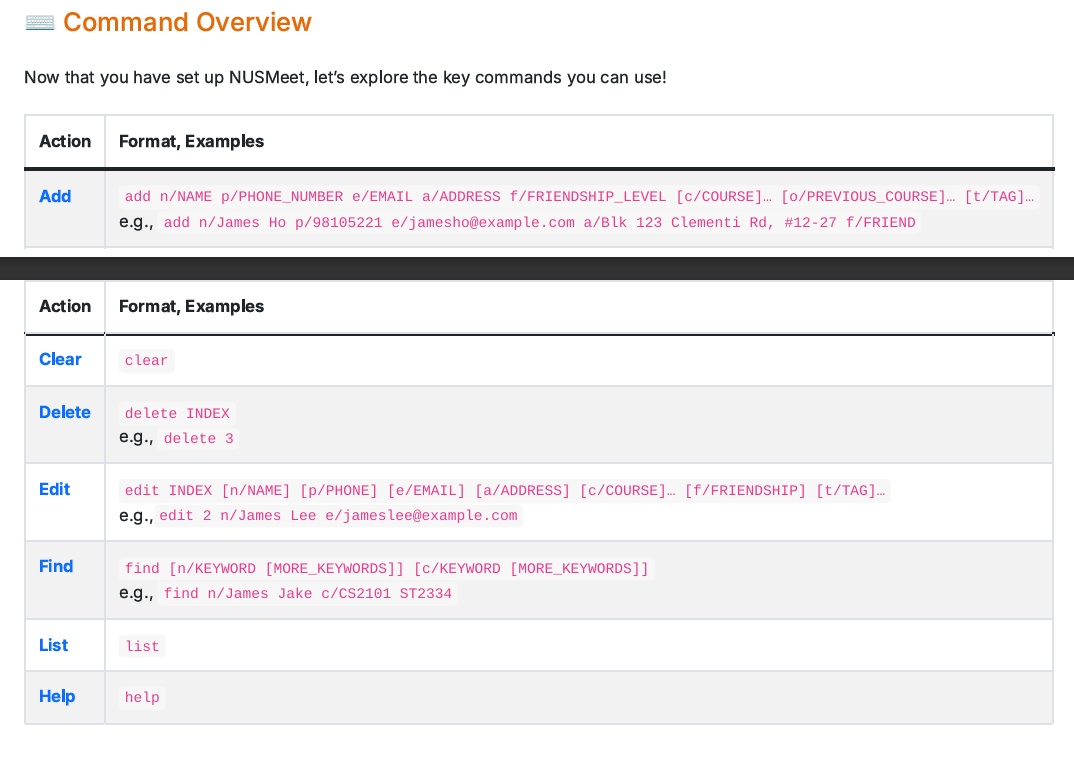 ⌨️ Command Overview
Now that you have set up NUSMeet, let’s explore the key commands you can use!
Action Format, Examples
Add add n/NAME p/PHONE_NUMBER e/EMAIL a/ADDRESS f/FRIENDSHIP_LEVEL [c/COURSE]… [o/PREVIOUS_COURSE]… [t/TAG]…
e.g., add n/James Ho p/98105221 e/jamesho@example.com a/Blk 123 Clementi Rd, #12-27 f/FRIEND
Action Format, Examples
Clear clear
Delete delete INDEX
e.g., delete 3
Edit edit INDEX [n/NAME] [p/PHONE] [e/EMAIL] [a/ADDRESS] [c/COURSE]… [f/FRIENDSHIP] [t/TAG]…
e.g., edit 2 n/James Lee e/jameslee@example.com
Find find [n/KEYWORD [MORE_KEYWORDS]] [c/KEYWORD [MORE_KEYWORDS]]
e.g., find n/James Jake c/CS2101 ST2334
List list
Help help